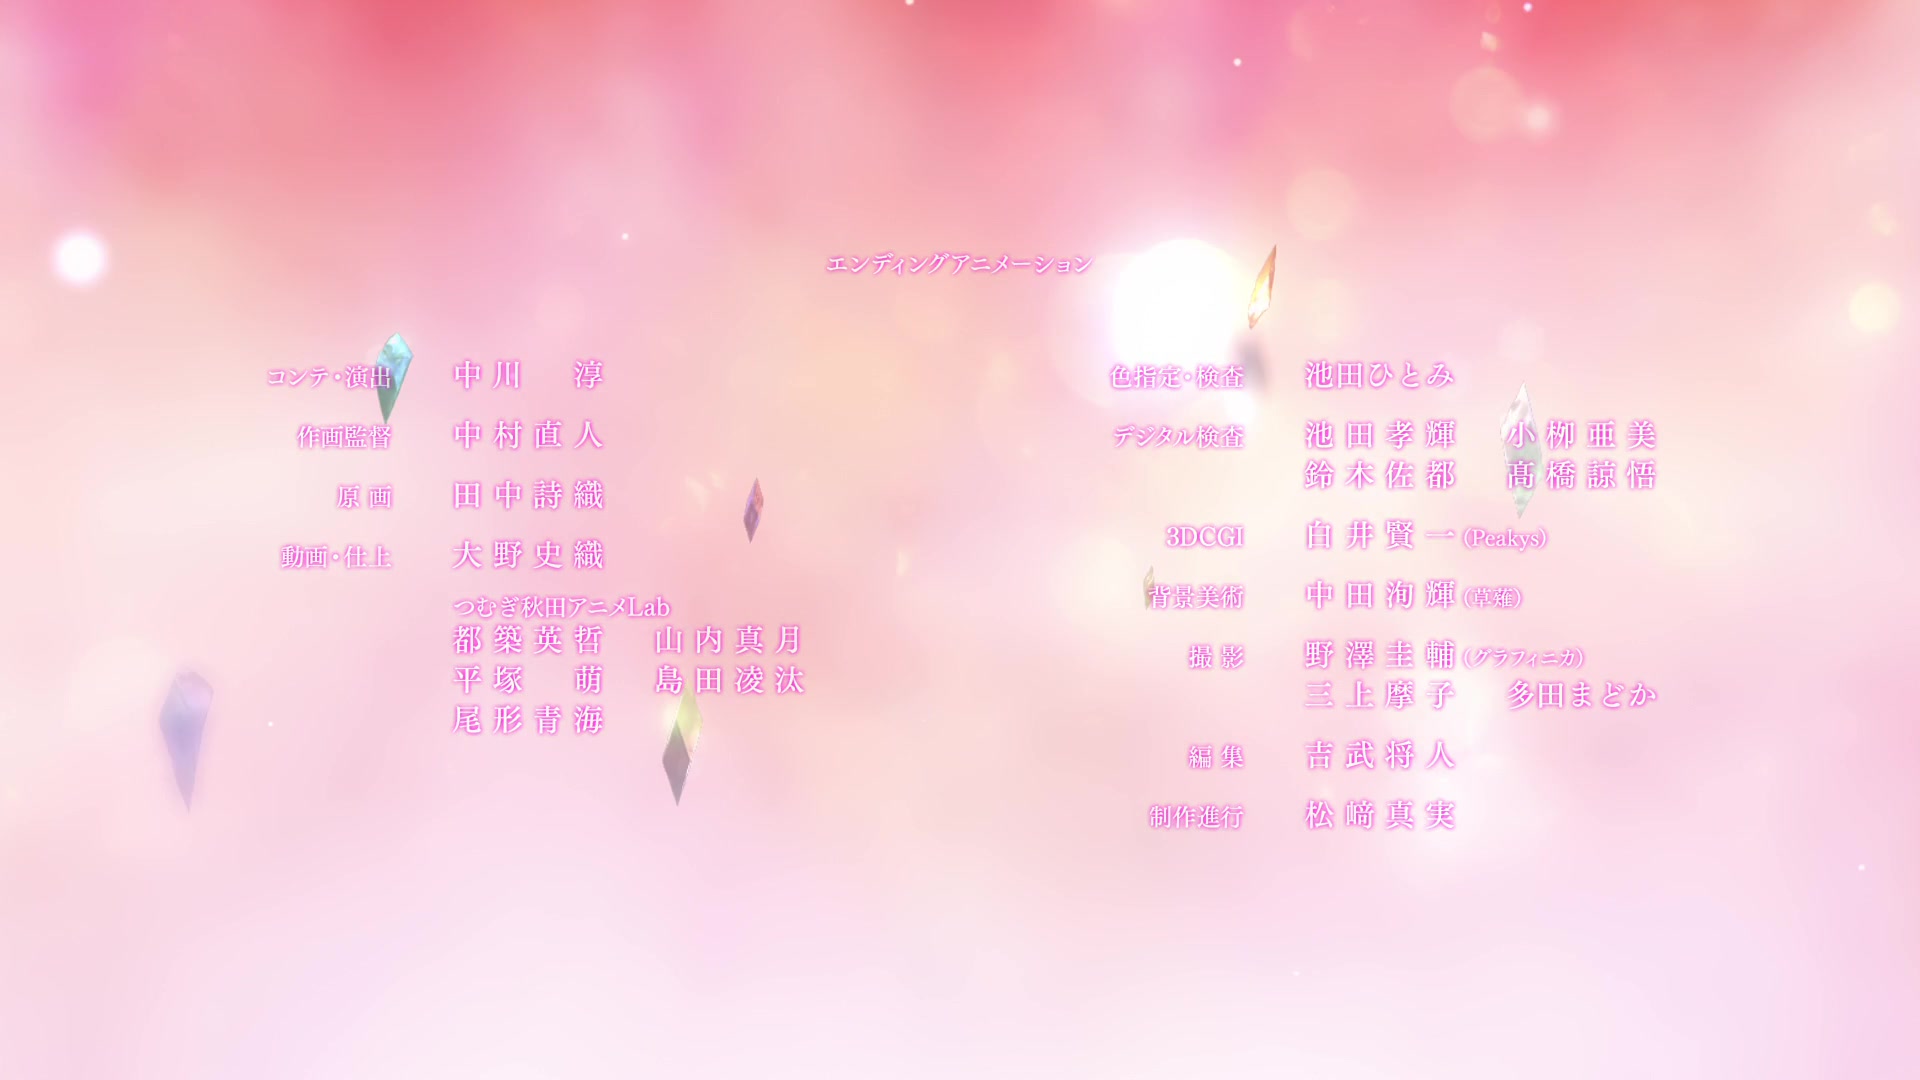 エンディングアニメーション
コンテ・演出 中川 淳
作画監督 中村直人
原画 田中詩織
動画・仕上 大野史織
つむぎ秋田アニメLab
都築英哲 山内真月
平塚 萌 島田凌汰
尾形青海
色指定・検査 池田ひとみ
デジタル検査 池田孝輝 小栁亜美
鈴木佐都 髙橋諒悟
3DCGI 白井賢一(Peakys)
背景美術 中田洵輝(草薙)
撮影 野澤圭輔(グラフィニカ)
三上摩子 多田まどか
編集 吉武将人
制作進行 松﨑真実